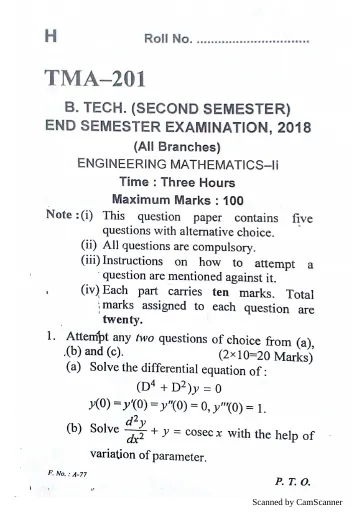 H Roll No. ................................
TMA–201
B. TECH. (SECOND SEMESTER)
END SEMESTER EXAMINATION, 2018
(All Branches)
ENGINEERING MATHEMATICS–II
Time : Three Hours
Maximum Marks : 100
Note :(i) This question paper contains five
questions with alternative choice.
(ii) All questions are compulsory.
(iii) Instructions on how to attempt a
question are mentioned against it.
(iv) Each part carries ten marks. Total
marks assigned to each question are
twenty.
1. Attempt any two questions of choice from (a),
(b) and (c). (2×10=20 Marks)
(a) Solve the differential equation of :
(D⁴ + D²)y = 0
y(0) = y'(0) = y''(0) = 0, y'''(0) = 1.
(b) Solve d²y/dx² + y = cosec x with the help of
variation of parameter.
F. No. : A-77
P. T. O.
Scanned by CamScanner